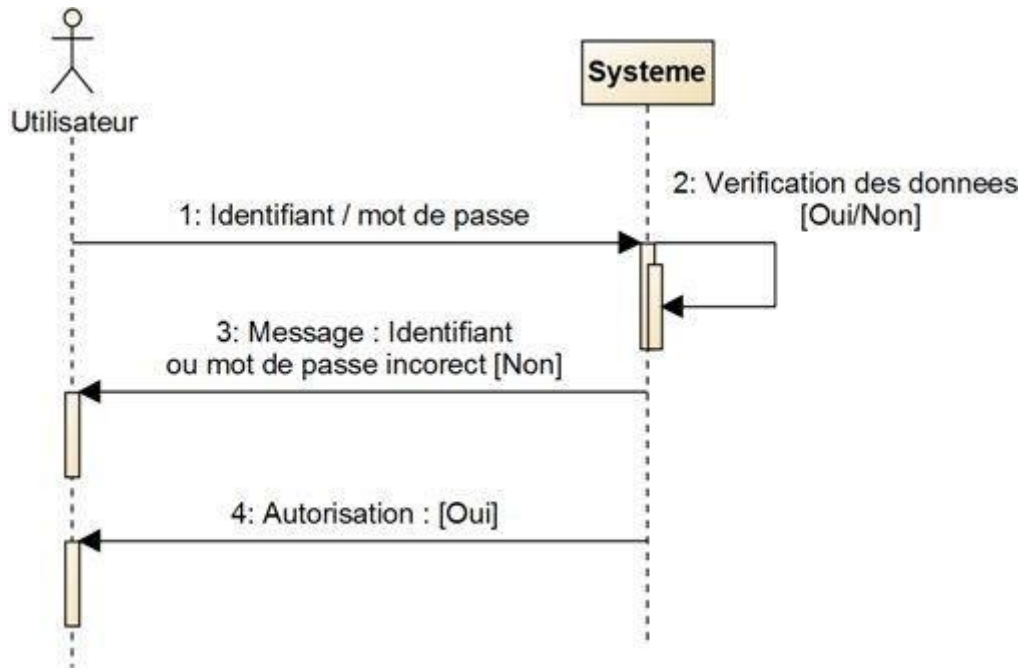 Utilisateur
Systeme
1: Identifiant / mot de passe
2: Verification des donnees
[Oui/Non]
3: Message : Identifiant
ou mot de passe incorect [Non]
4: Autorisation : [Oui]